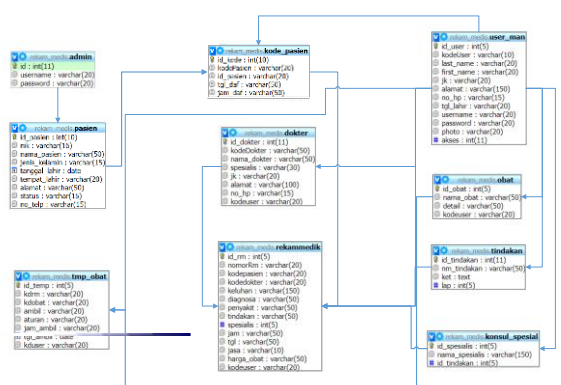 rekam_medis.admin
id : int(11)
username : varchar(20)
password : varchar(20)
rekam_medis.pasien
id_pasien : int(10)
nik : varchar(16)
nama_pasien : varchar(50)
jenis_kelamin : varchar(15)
tanggal_lahir : date
tempat_lahir : varchar(20)
alamat : varchar(50)
status : varchar(15)
no_telp : varchar(15)
rekam_medis.tmp_obat
id_temp : int(5)
kdrm : varchar(20)
kdobat : varchar(20)
ambil : varchar(20)
aturan : varchar(20)
jam_ambil : varchar(20)
tgl_ambil : date
kduser : varchar(20)
rekam_medis.kode_pasien
id_kode : int(10)
kodePasien : varchar(20)
id_pasien : varchar(20)
tgl_daf : varchar(50)
jam_daf : varchar(50)
rekam_medis.dokter
id_dokter : int(11)
kodeDokter : varchar(50)
nama_dokter : varchar(50)
spesialis : varchar(30)
jk : varchar(20)
alamat : varchar(100)
no_hp : varchar(15)
kodeuser : varchar(20)
rekam_medis.rekammedik
id_rm : int(5)
nomorRm : varchar(20)
kodepasien : varchar(20)
kodedokter : varchar(20)
keluhan : varchar(150)
diagnosa : varchar(50)
penyakit : varchar(50)
tindakan : varchar(50)
spesialis : int(5)
jam : varchar(50)
tgl : varchar(50)
jasa : varchar(10)
harga_obat : varchar(50)
kodeuser : varchar(20)
rekam_medis.user_man
id_user : int(5)
kodeUser : varchar(10)
last_name : varchar(20)
first_name : varchar(20)
jk : varchar(20)
alamat : varchar(150)
no_hp : varchar(15)
tgl_lahir : varchar(20)
username : varchar(20)
password : varchar(20)
photo : varchar(20)
akses : int(11)
rekam_medis.obat
id_obat : int(5)
nama_obat : varchar(50)
detail : varchar(50)
kodeuser : varchar(20)
rekam_medis.tindakan
id_tindakan : int(11)
nm_tindakan : varchar(50)
ket : text
lap : int(5)
rekam_medis.konsul_spesial
id_spesialis : int(5)
nama_spesialis : varchar(150)
id_tindakan : int(5)